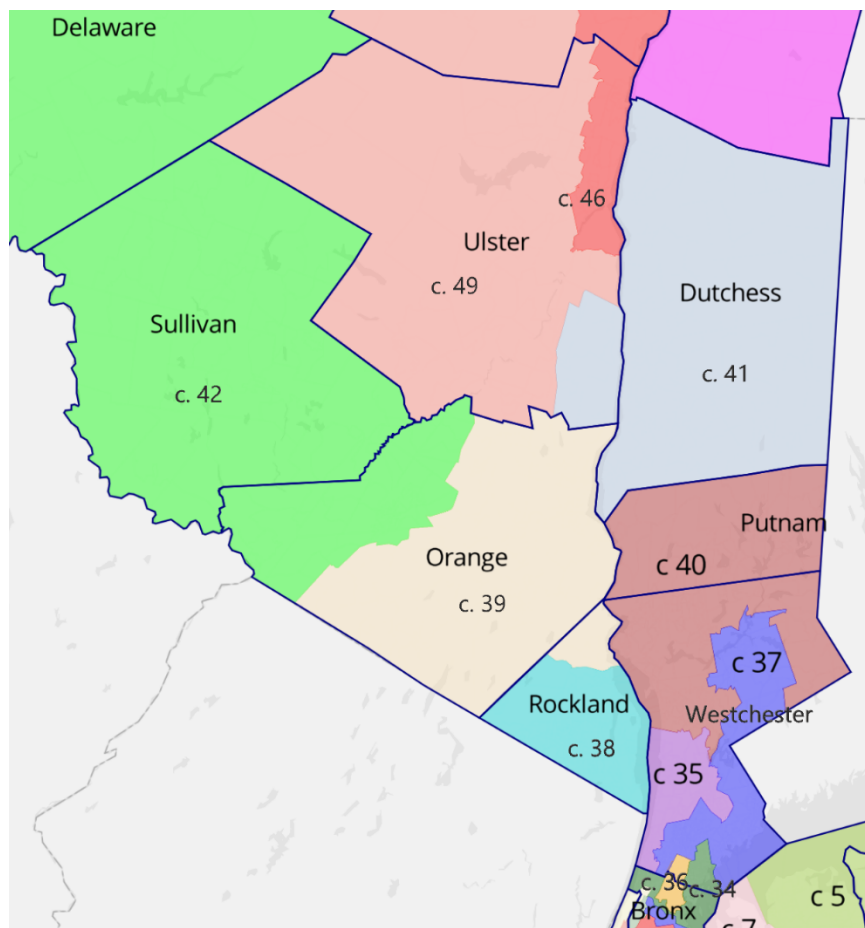 Delaware
c. 46
Ulster
c. 49
Dutchess
Sullivan
c. 41
c. 42
Putnam
Orange
c 40
c. 39
c 37
Rockland
Westchester
c. 38
c 35
c. 36
c. 34
c 5
Bronx
c 7